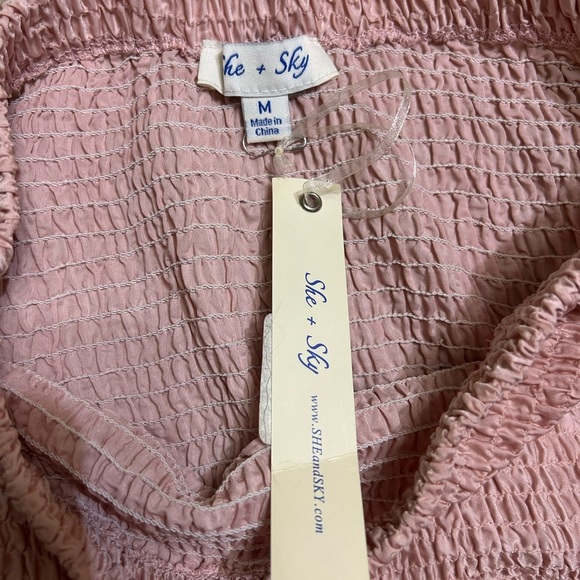 he + Sky
M
Made in
China
She + Sky
www.SHEandSKY.com